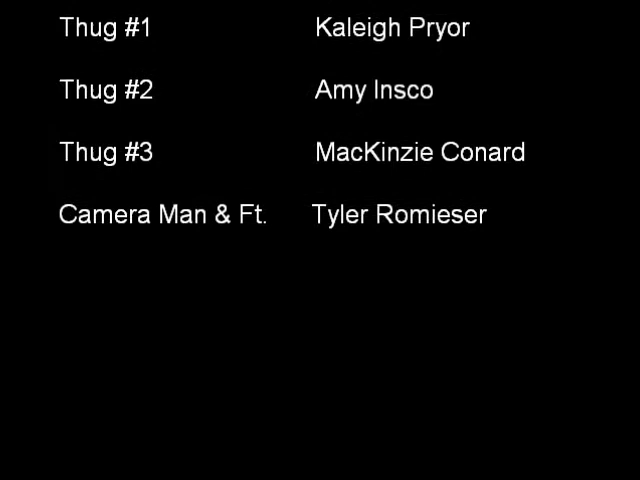 Thug #1 Kaleigh Pryor
Thug #2 Amy Insco
Thug #3 MacKinzie Conard
Camera Man & Ft. Tyler Romieser